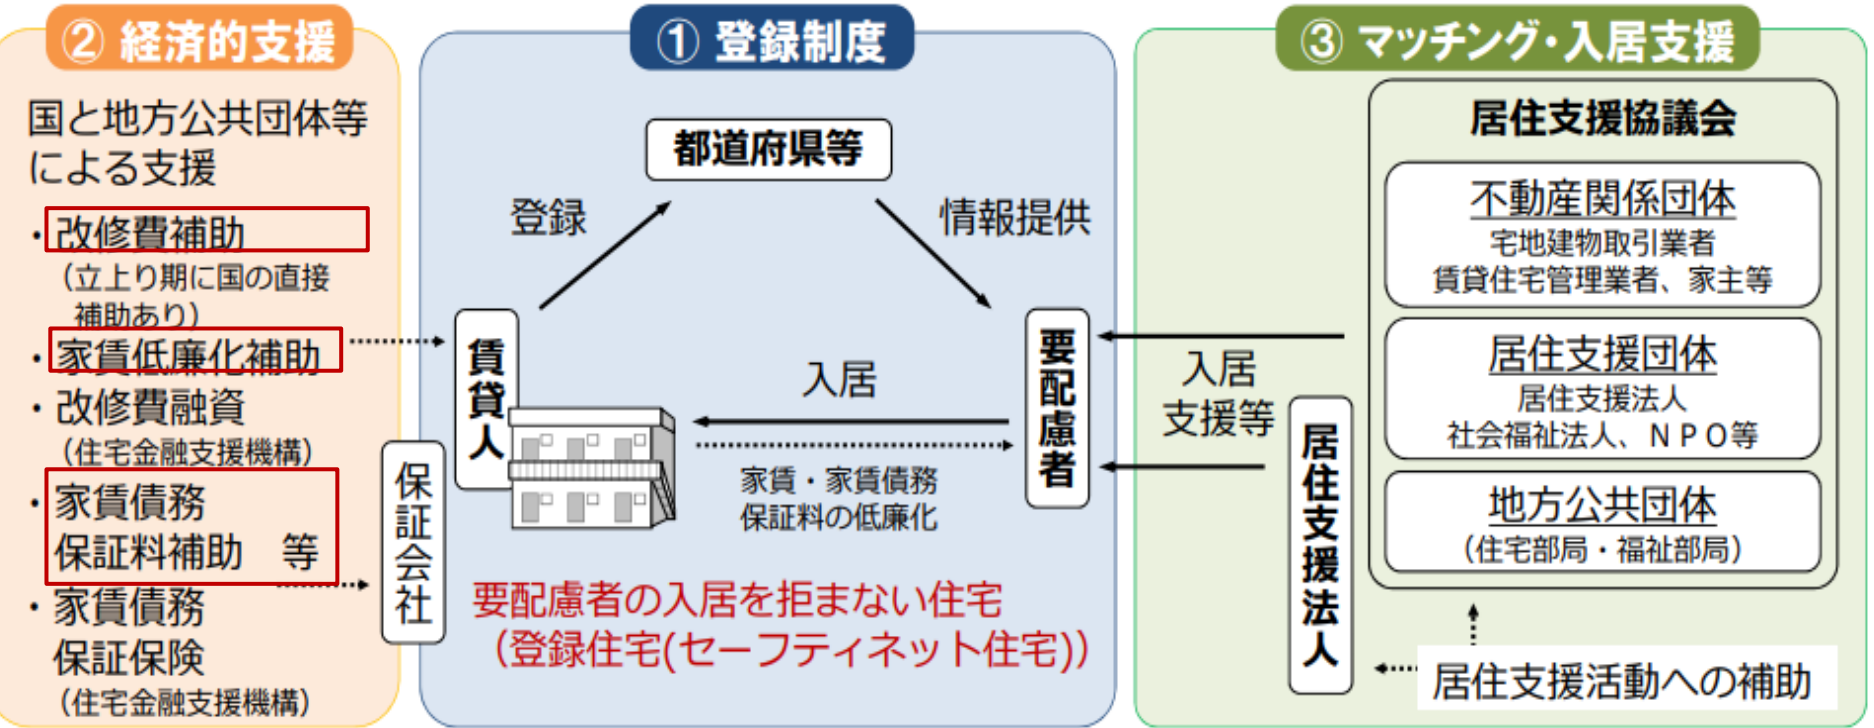 ② 経済的支援
国と地方公共団体等
による支援
・改修費補助
（立上り期に国の直接
補助あり）
・家賃低廉化補助
・改修費融資
（住宅金融支援機構）
・家賃債務
保証料補助　等
・家賃債務
保証保険
（住宅金融支援機構）
保証会社
① 登録制度
都道府県等
登録
情報提供
賃貸人
入居
要配慮者
家賃・家賃債務
保証料の低廉化
要配慮者の入居を拒まない住宅
（登録住宅(セーフティネット住宅)）
③ マッチング・入居支援
居住支援協議会
不動産関係団体
宅地建物取引業者
賃貸住宅管理業者、家主等
居住支援団体
居住支援法人
社会福祉法人、ＮＰＯ等
地方公共団体
（住宅部局・福祉部局）
入居
支援等
居住支援法人
居住支援活動への補助